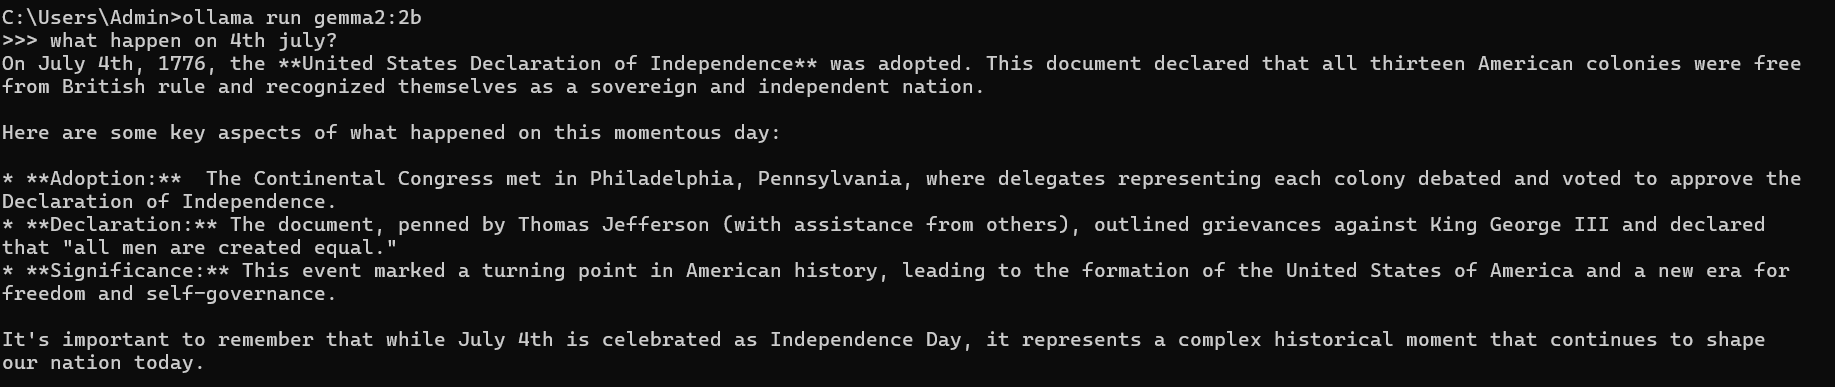 C:\Users\Admin>ollama run gemma2:2b
>>> what happen on 4th july?
On July 4th, 1776, the **United States Declaration of Independence** was adopted. This document declared that all thirteen American colonies were free
from British rule and recognized themselves as a sovereign and independent nation.

Here are some key aspects of what happened on this momentous day:

* **Adoption:**  The Continental Congress met in Philadelphia, Pennsylvania, where delegates representing each colony debated and voted to approve the
Declaration of Independence.
* **Declaration:** The document, penned by Thomas Jefferson (with assistance from others), outlined grievances against King George III and declared
that "all men are created equal."
* **Significance:** This event marked a turning point in American history, leading to the formation of the United States of America and a new era for
freedom and self-governance.

It's important to remember that while July 4th is celebrated as Independence Day, it represents a complex historical moment that continues to shape
our nation today.